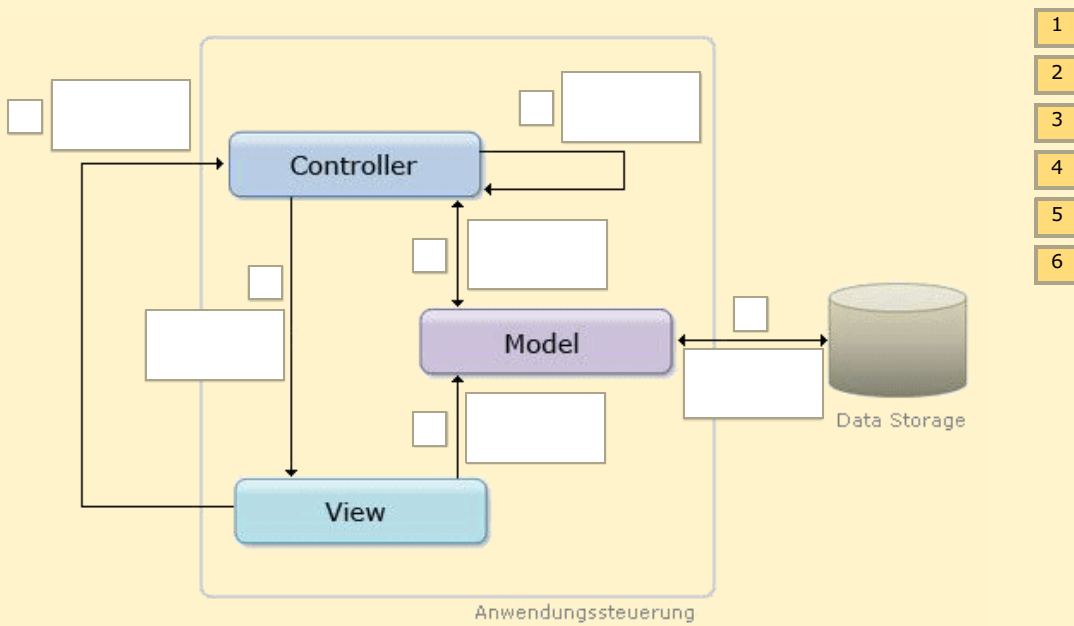 1
2
3
4
5
6
Controller
Model
Data Storage
View
Anwendungssteuerung